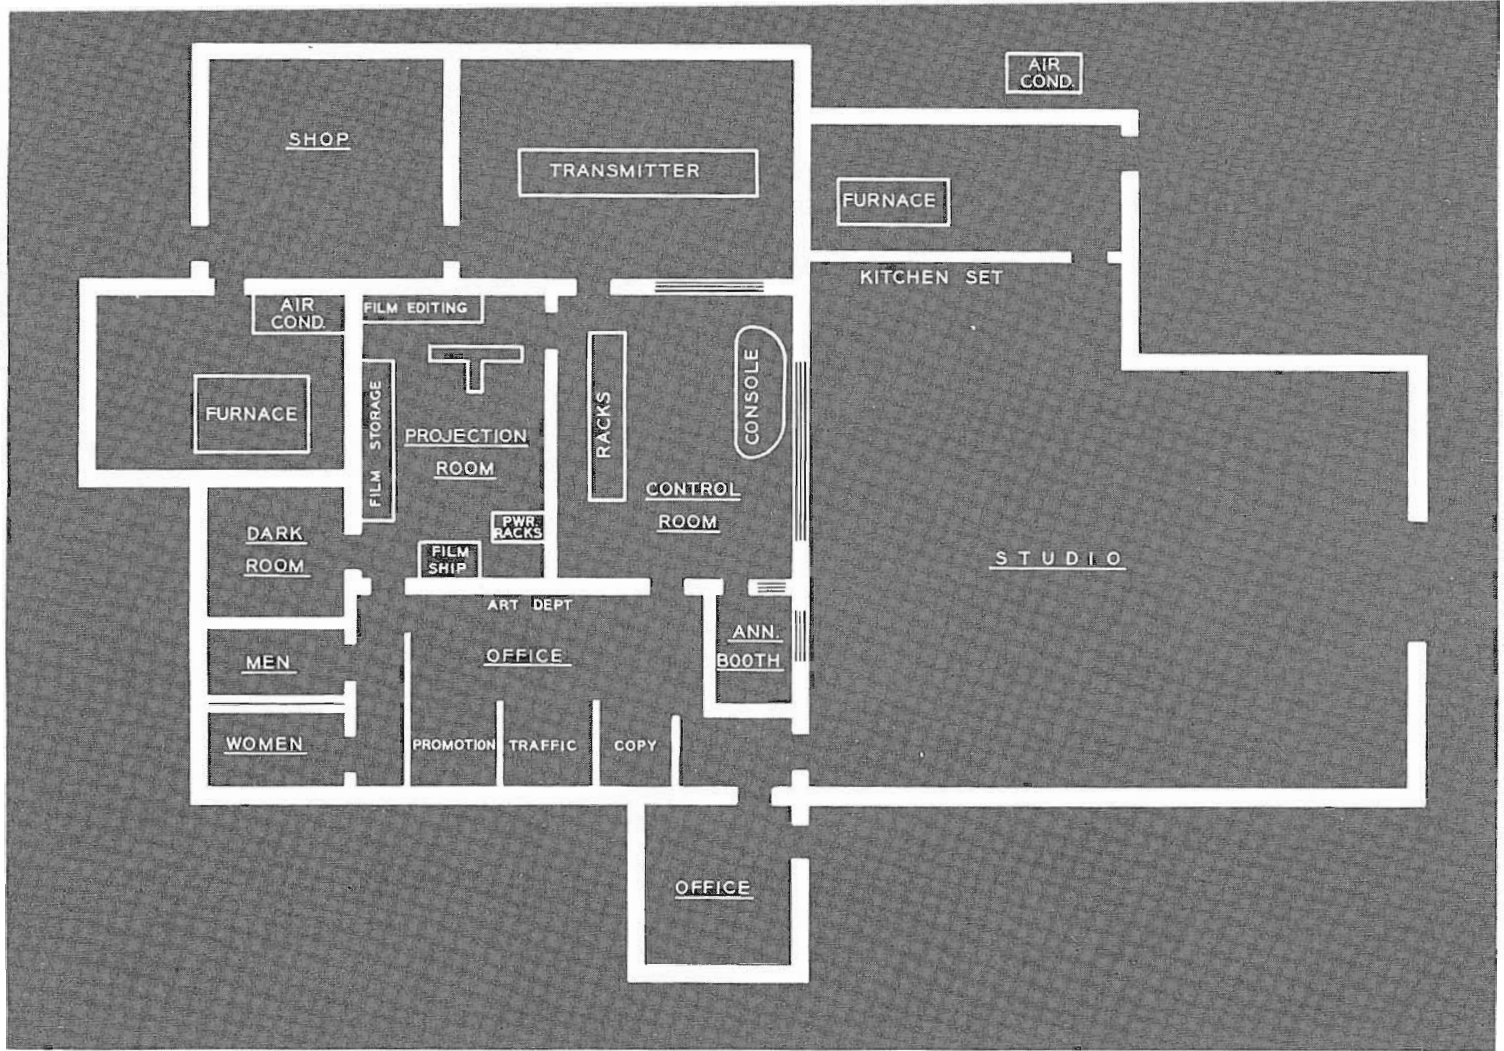 AIR
COND.
SHOP
TRANSMITTER
FURNACE
KITCHEN SET
AIR
COND.
FILM EDITING
FURNACE
FILM STORAGE
PROJECTION
ROOM
RACKS
CONSOLE
CONTROL
ROOM
PWR.
RACKS
FILM
SHIP
DARK
ROOM
STUDIO
ART DEPT
OFFICE
ANN.
BOOTH
MEN
WOMEN
PROMOTION
TRAFFIC
COPY
OFFICE